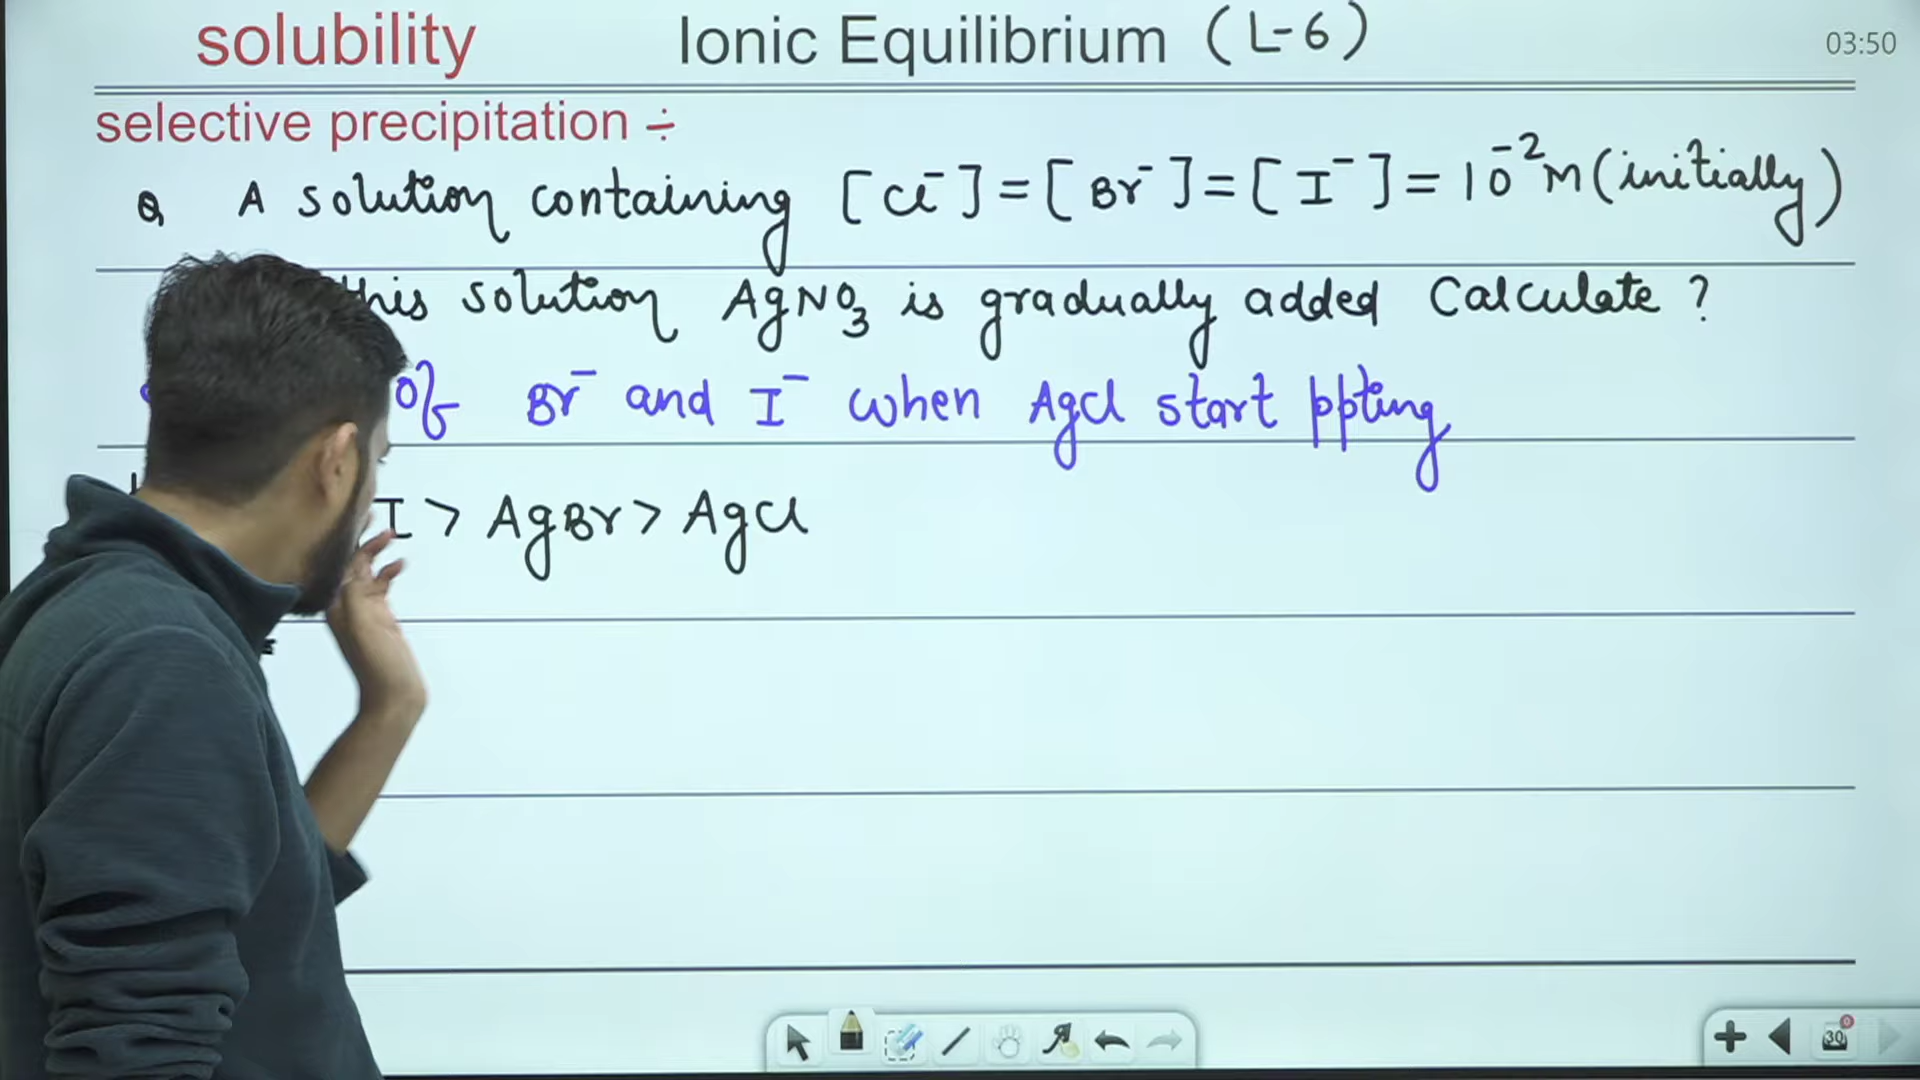 solubility Ionic Equilibrium (L-6) 03:50
selective precipitation ÷
Q A solution containing [Cl⁻] = [Br⁻] = [I⁻] = 10⁻² M (initially)
this solution AgNO₃ is gradually added Calculate ?
of Br⁻ and I⁻ when AgCl start ppting
I > AgBr > AgCl
30